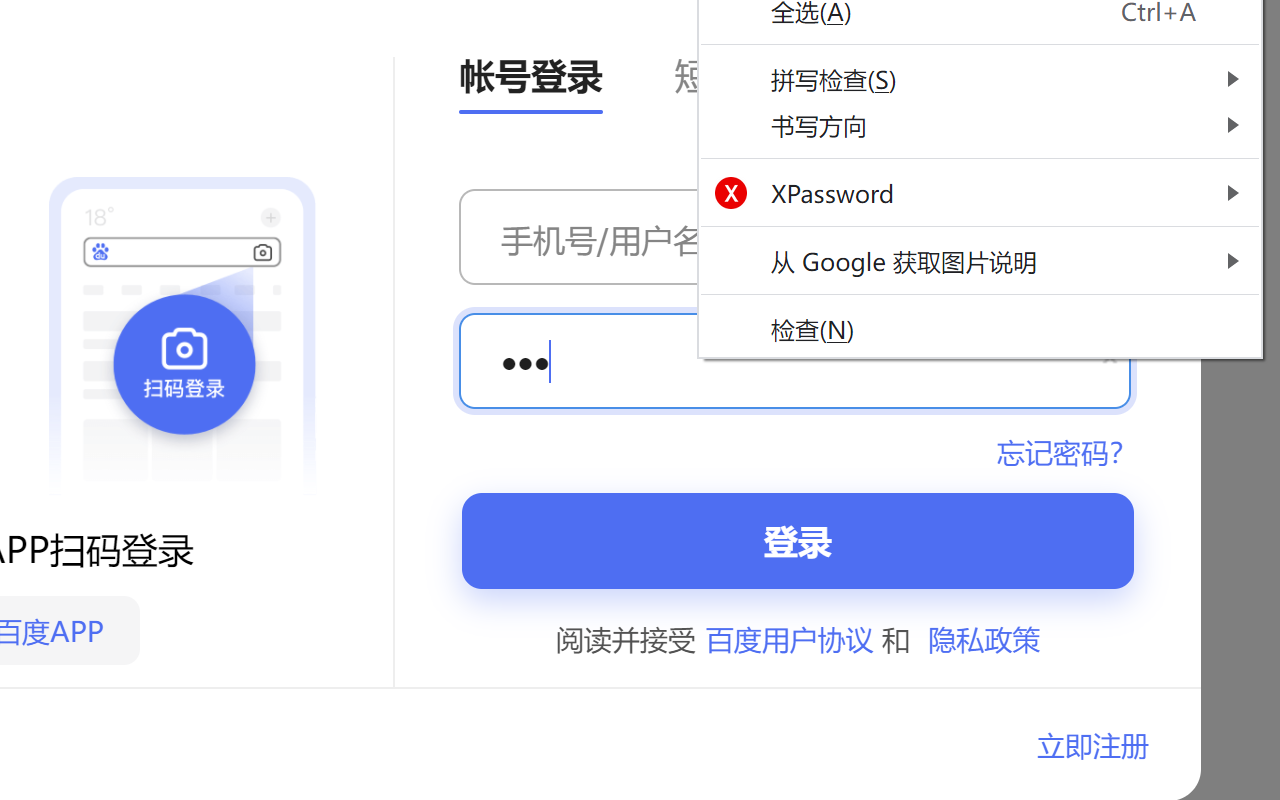 全选(A) Ctrl+A
帐号登录 短
拼写检查(S)
书写方向
XPassword
18°
手机号/用户名
du
从 Google 获取图片说明
检查(N)
扫码登录
忘记密码?
登录
APP扫码登录
百度APP
阅读并接受 百度用户协议 和 隐私政策
立即注册